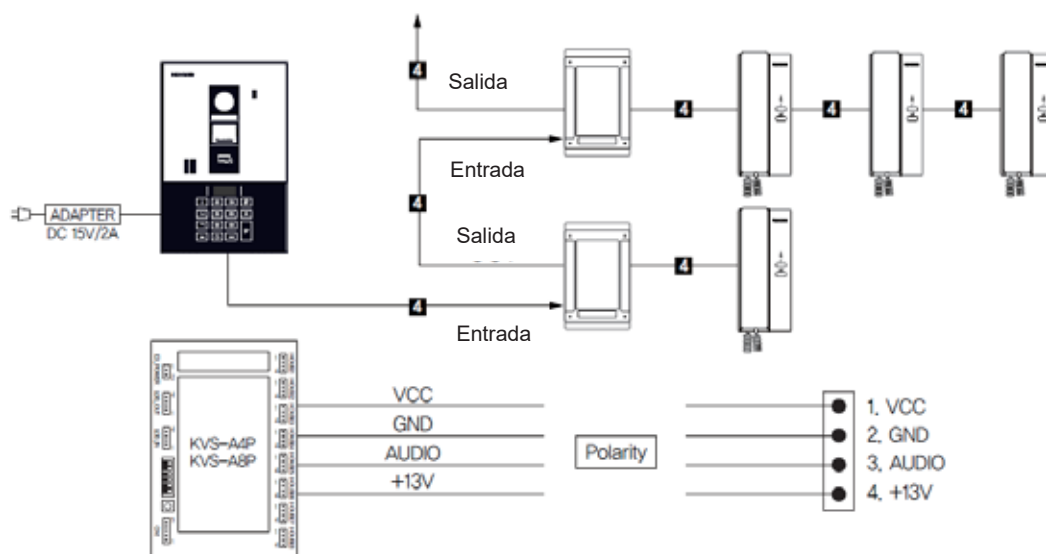 4
Salida
4
4
4
Entrada
4
ADAPTER
DC 15V/2A
Salida
4
4
Entrada
VCC
GND
AUDIO
+13V
KVS-A4P
KVS-A8P
Polarity
1, VCC
2, GND
3, AUDIO
4, +13V